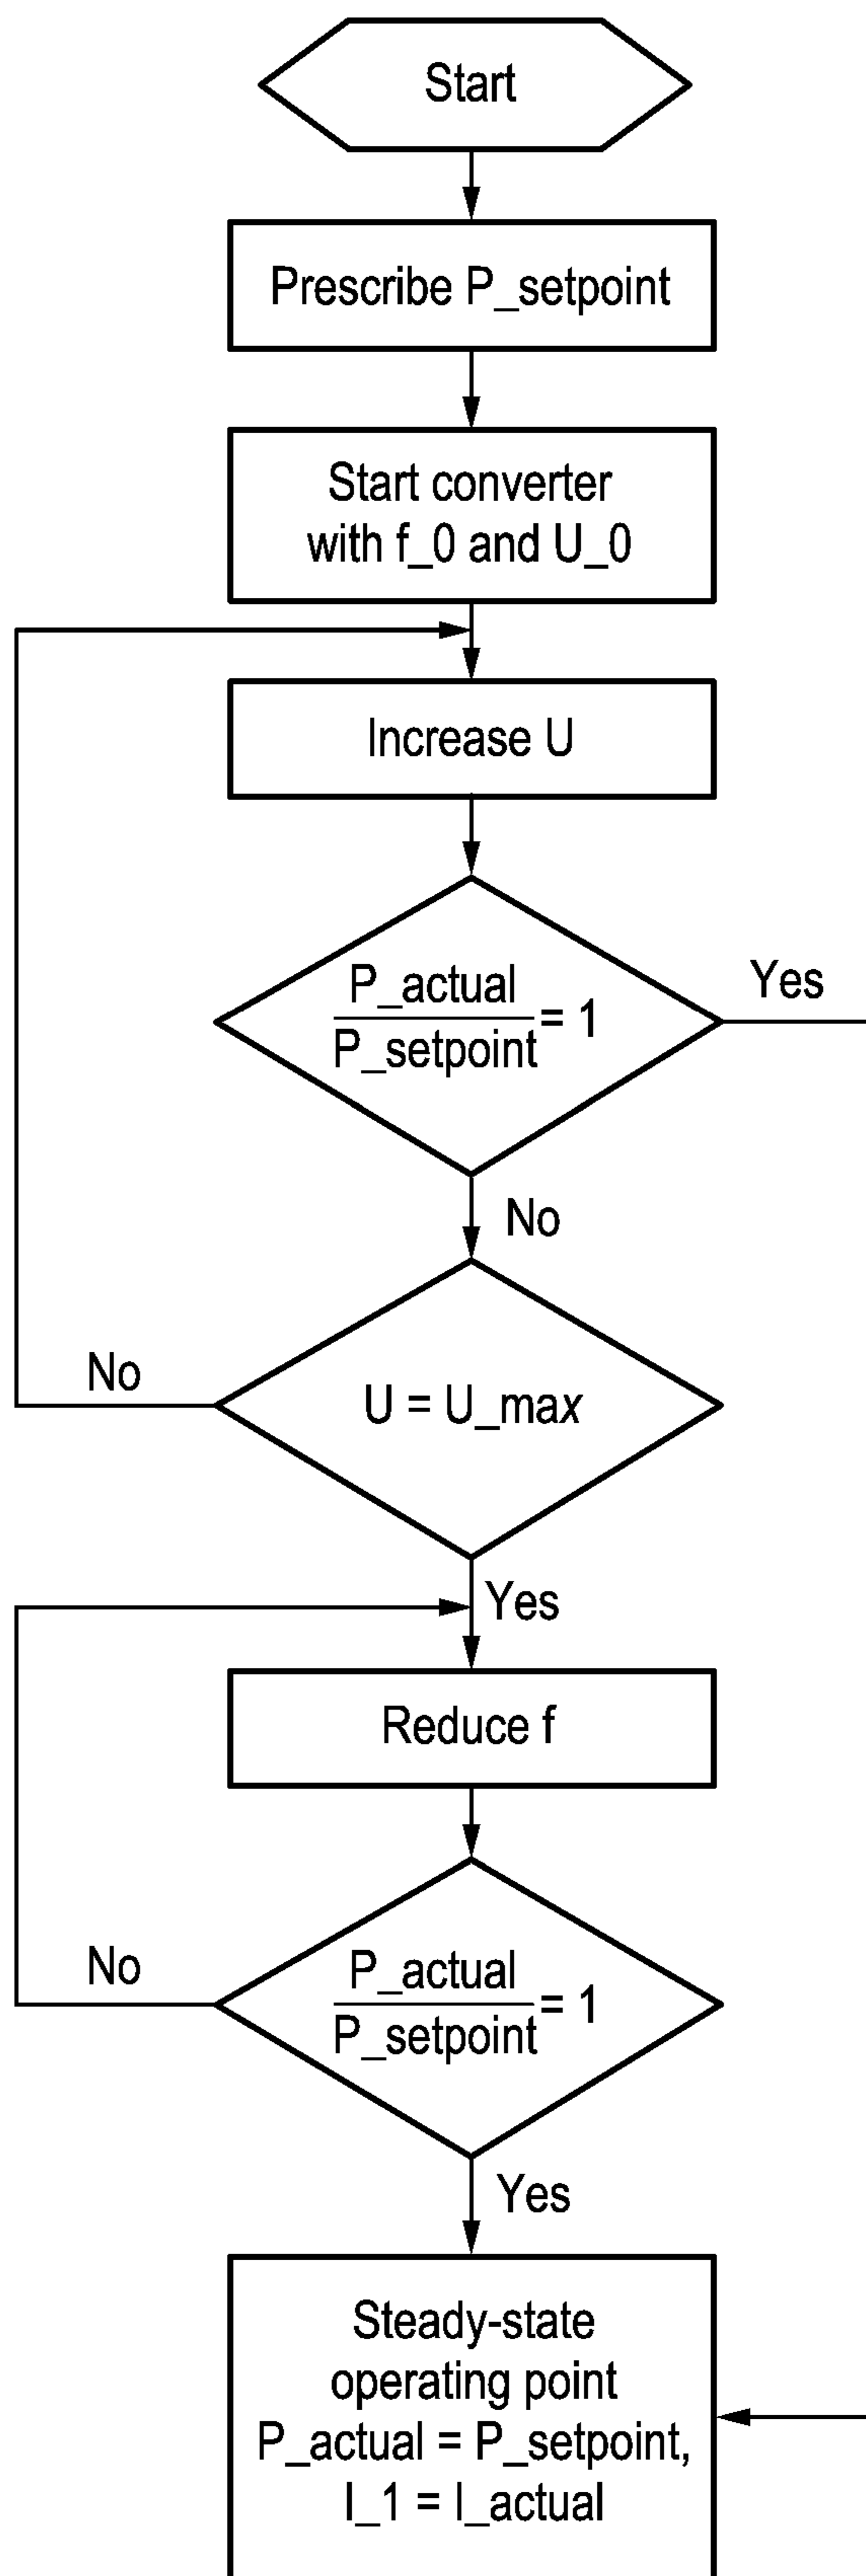 Start
Prescribe P_setpoint
Start converter
with f_0 and U_0
Increase U
P_actual
P_setpoint = 1
Yes
No
U = U_max
No
Yes
Reduce f
P_actual
P_setpoint = 1
No
Yes
Steady-state
operating point
P_actual = P_setpoint,
I_1 = I_actual